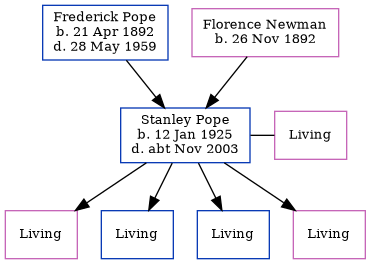 Frederick Pope
b. 21 Apr 1892
d. 28 May 1959
Florence Newman
b. 26 Nov 1892
Stanley Pope
b. 12 Jan 1925
d. abt Nov 2003
Living
Living
Living
Living
Living